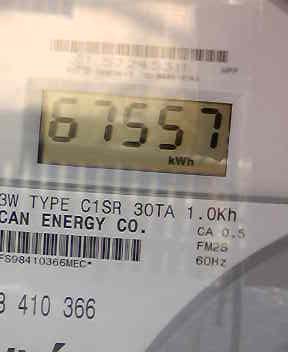 67557
kWh
3W TYPE C1SR 30TA 1.0Kh
CAN ENERGY CO.
CA 0.5
FM2S
60Hz
FS98410366MEC*
8 410 366